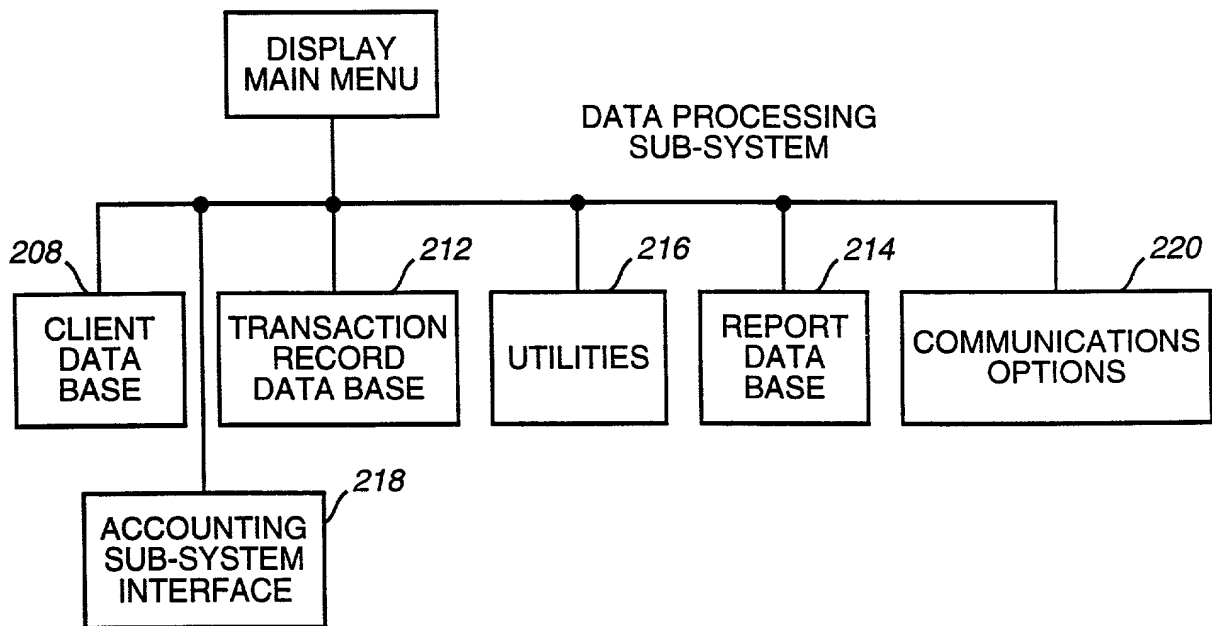 DISPLAY
MAIN MENU
DATA PROCESSING
SUB-SYSTEM
208
212
216
214
220
CLIENT
DATA
BASE
TRANSACTION
RECORD
DATA BASE
UTILITIES
REPORT
DATA
BASE
COMMUNICATIONS
OPTIONS
218
ACCOUNTING
SUB-SYSTEM
INTERFACE